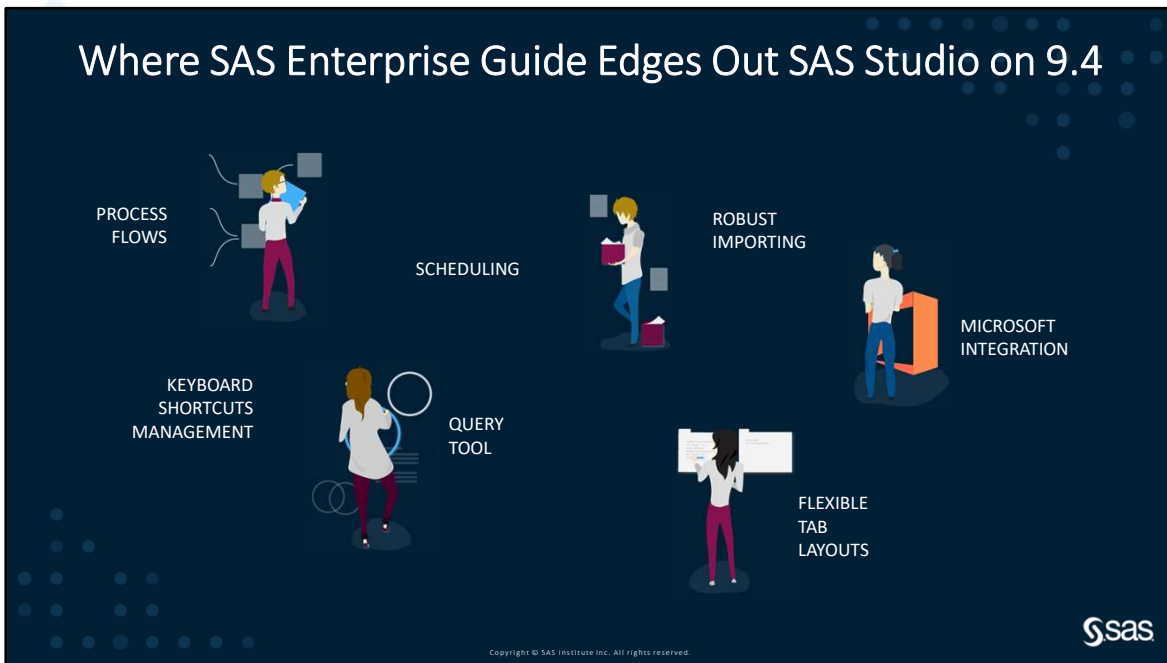 Where SAS Enterprise Guide Edges Out SAS Studio on 9.4
PROCESS
FLOWS
SCHEDULING
ROBUST
IMPORTING
MICROSOFT
INTEGRATION
KEYBOARD
SHORTCUTS
MANAGEMENT
QUERY
TOOL
FLEXIBLE
TAB
LAYOUTS
Copyright © SAS Institute Inc. All rights reserved.
sas